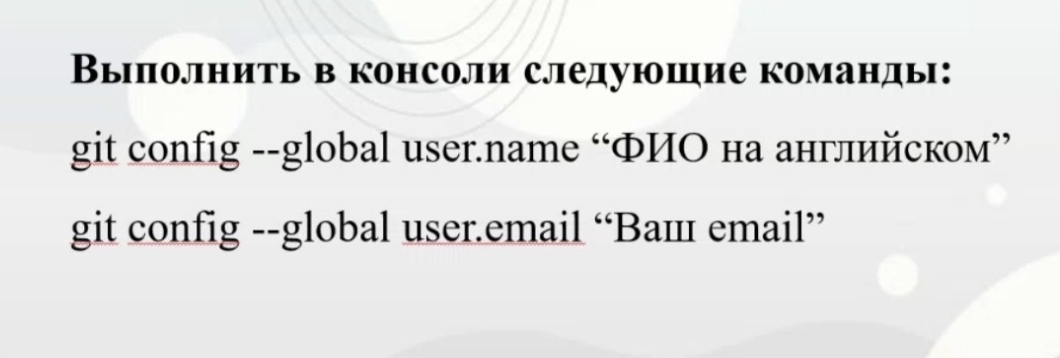 Выполнить в консоли следующие команды:
git config --global user.name “ФИО на английском”
git config --global user.email “Ваш email”